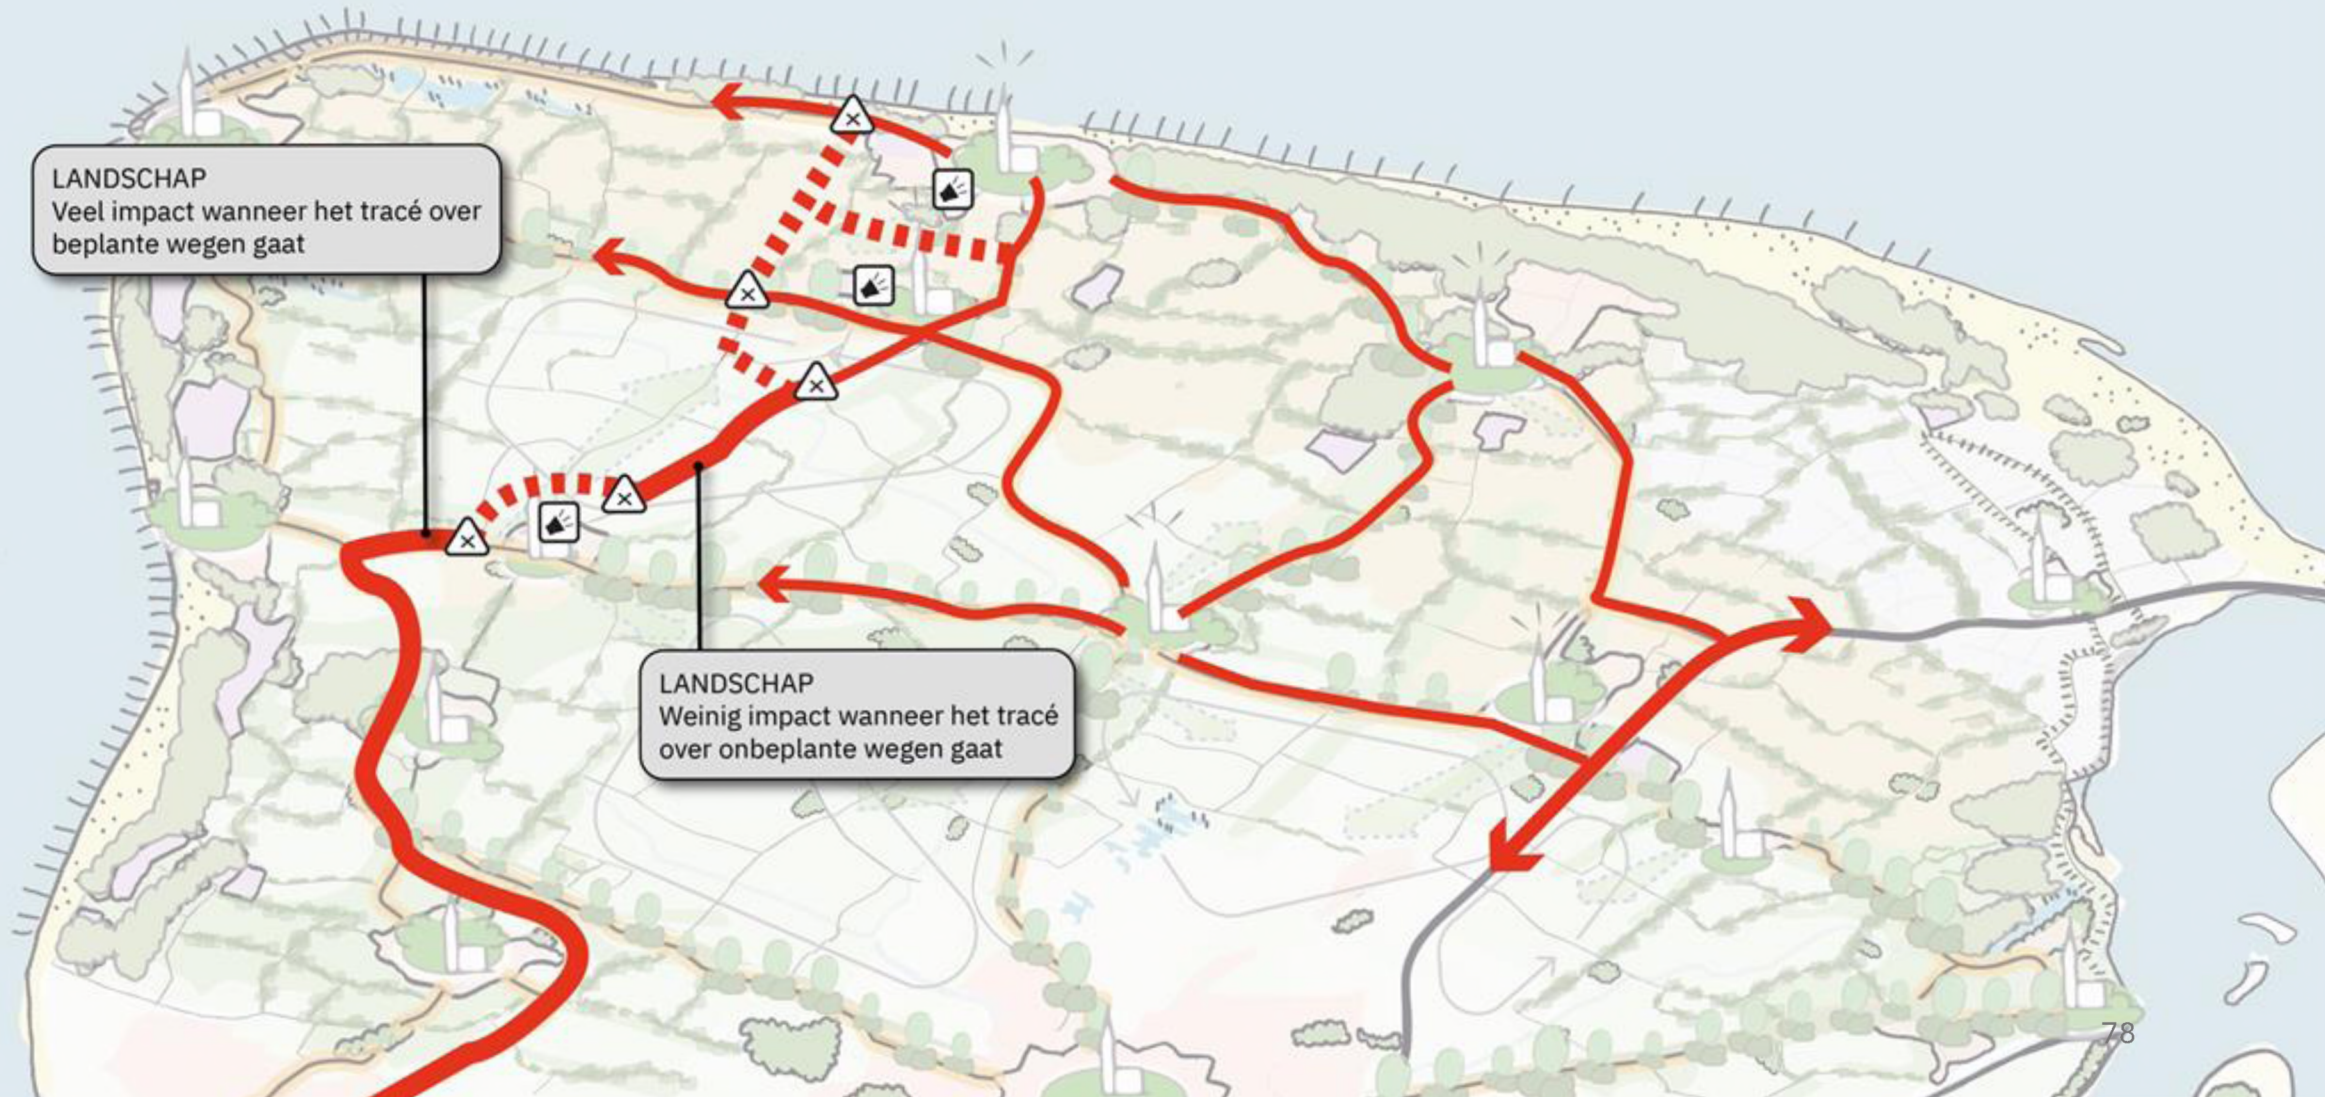 LANDSCHAP
Veel impact wanneer het tracé over
beplante wegen gaat
LANDSCHAP
Weinig impact wanneer het tracé
over onbeplante wegen gaat
78